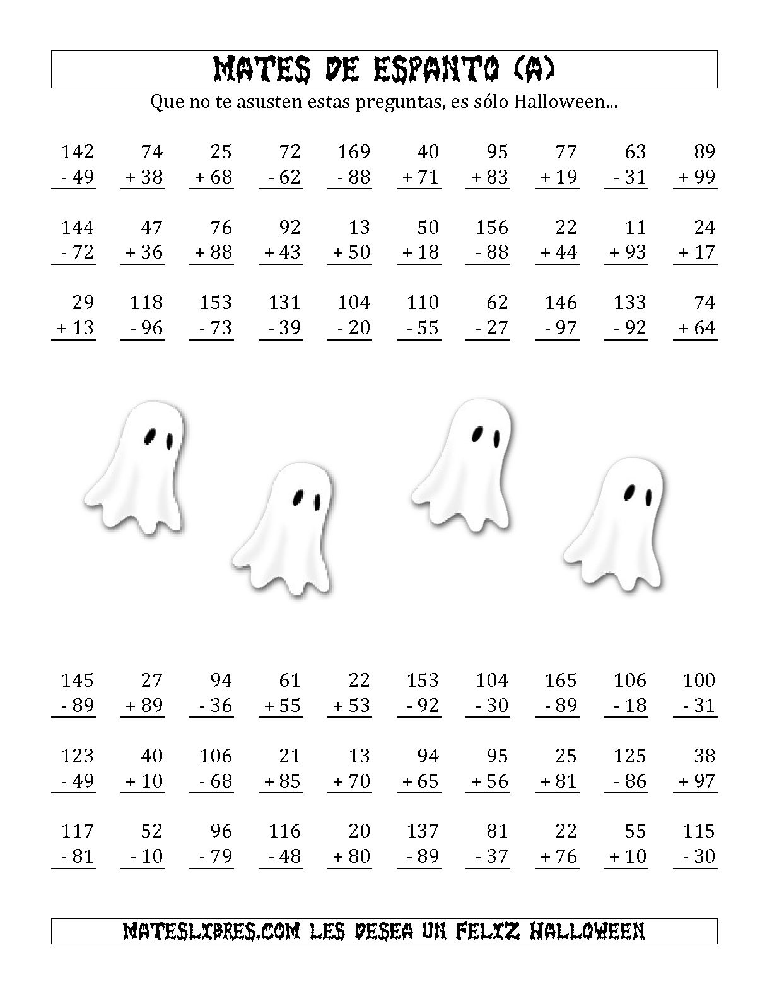 MATES DE ESPANTO (A)
Que no te asusten estas preguntas, es sólo Halloween...
142 74 25 72 169 40 95 77 63 89
- 49 + 38 + 68 - 62 - 88 + 71 + 83 + 19 - 31 + 99
144 47 76 92 13 50 156 22 11 24
- 72 + 36 + 88 + 43 + 50 + 18 - 88 + 44 + 93 + 17
29 118 153 131 104 110 62 146 133 74
+ 13 - 96 - 73 - 39 - 20 - 55 - 27 - 97 - 92 + 64
145 27 94 61 22 153 104 165 106 100
- 89 + 89 - 36 + 55 + 53 - 92 - 30 - 89 - 18 - 31
123 40 106 21 13 94 95 25 125 38
- 49 + 10 - 68 + 85 + 70 + 65 + 56 + 81 - 86 + 97
117 52 96 116 20 137 81 22 55 115
- 81 - 10 - 79 - 48 + 80 - 89 - 37 + 76 + 10 - 30
MATESLIBRES.COM LES DESEA UN FELIZ HALLOWEEN